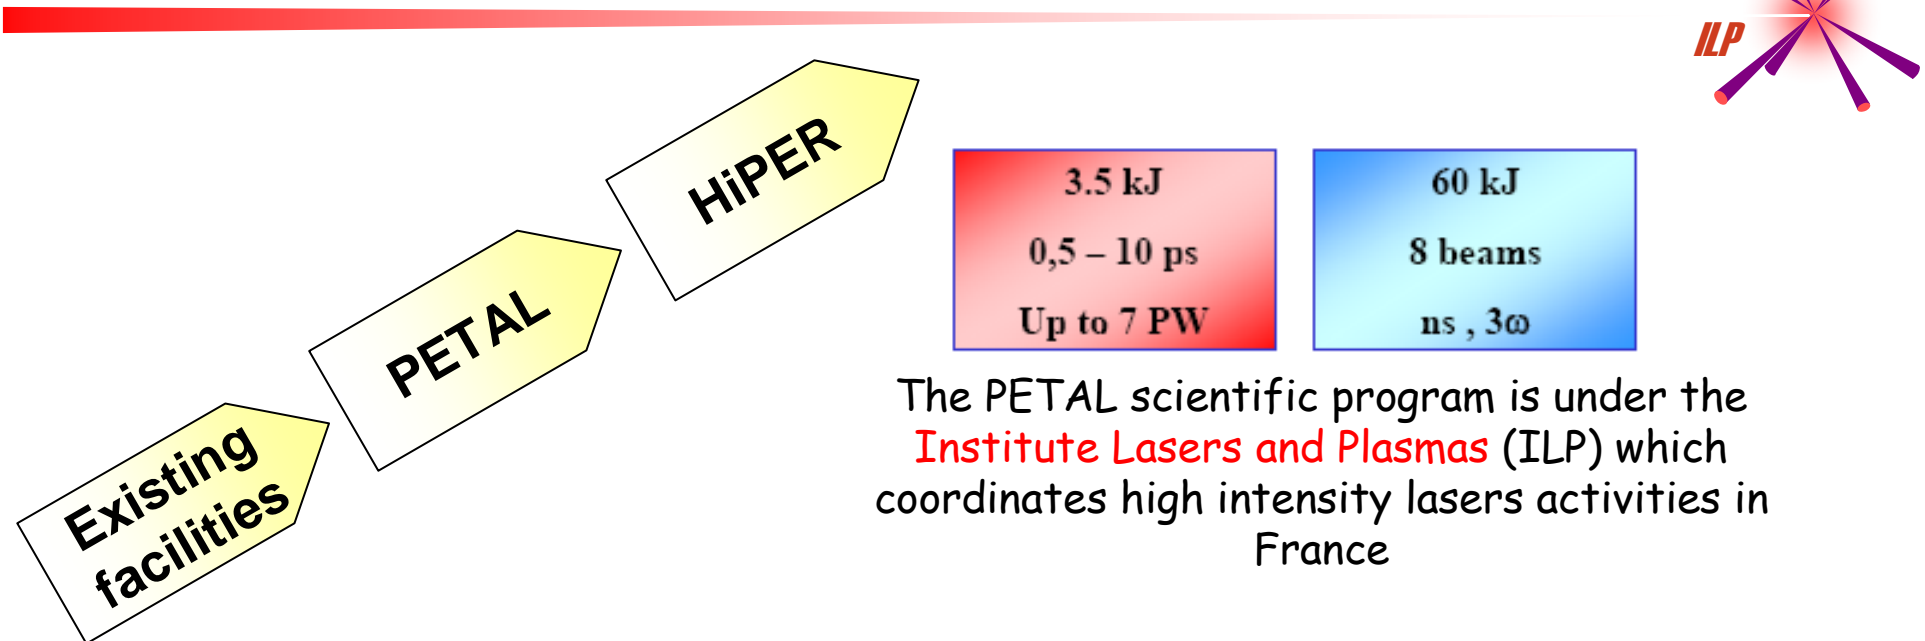 ILP
HiPER
PETAL
Existing
facilities
3.5 kJ
0,5 – 10 ps
Up to 7 PW
60 kJ
8 beams
ns , 3ω
The PETAL scientific program is under the
Institute Lasers and Plasmas (ILP) which
coordinates high intensity lasers activities in
France